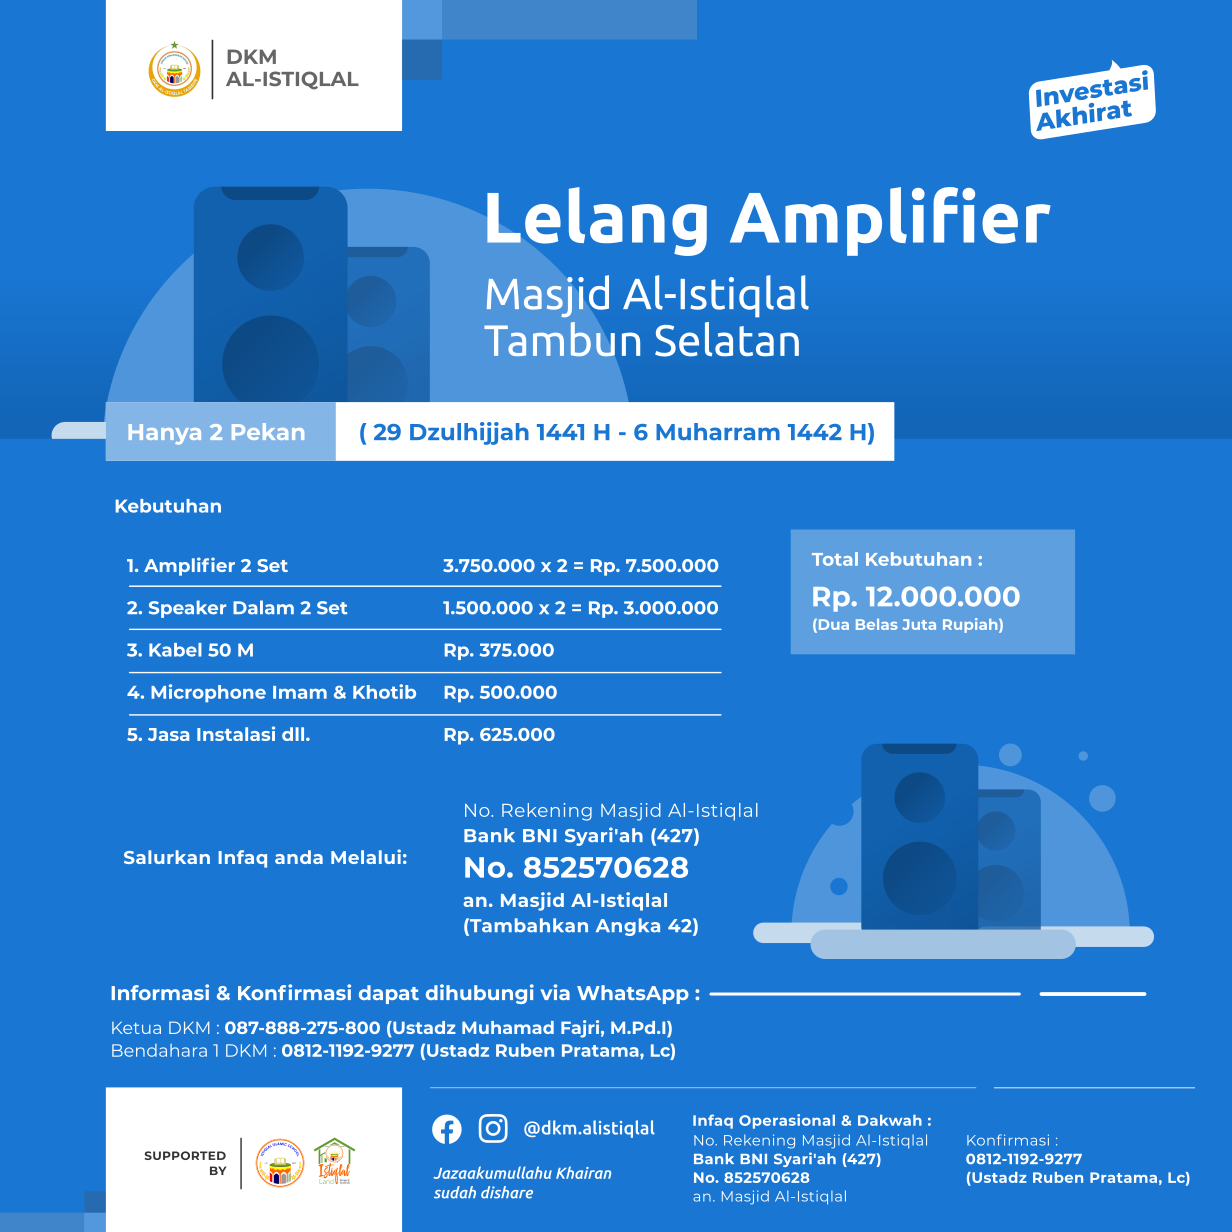 DKM
AL-ISTIQLAL
Investasi
Akhirat
Lelang Amplifier
Masjid Al-Istiqlal
Tambun Selatan
Hanya 2 Pekan
( 29 Dzulhijjah 1441 H - 6 Muharram 1442 H)
Kebutuhan
1. Amplifier 2 Set 3.750.000 x 2 = Rp. 7.500.000
2. Speaker Dalam 2 Set 1.500.000 x 2 = Rp. 3.000.000
3. Kabel 50 M Rp. 375.000
4. Microphone Imam & Khotib Rp. 500.000
5. Jasa Instalasi dll. Rp. 625.000
Total Kebutuhan :
Rp. 12.000.000
(Dua Belas Juta Rupiah)
Salurkan Infaq anda Melalui:
No. Rekening Masjid Al-Istiqlal
Bank BNI Syari'ah (427)
No. 852570628
an. Masjid Al-Istiqlal
(Tambahkan Angka 42)
Informasi & Konfirmasi dapat dihubungi via WhatsApp :
Ketua DKM : 087-888-275-800 (Ustadz Muhamad Fajri, M.Pd.I)
Bendahara 1 DKM : 0812-1192-9277 (Ustadz Ruben Pratama, Lc)
SUPPORTED
BY
Istiqlal
Land
@dkm.alistiqlal
Jazaakumullahu Khairan
sudah dishare
Infaq Operasional & Dakwah :
No. Rekening Masjid Al-Istiqlal
Bank BNI Syari'ah (427)
No. 852570628
an. Masjid Al-Istiqlal
Konfirmasi :
0812-1192-9277
(Ustadz Ruben Pratama, Lc)